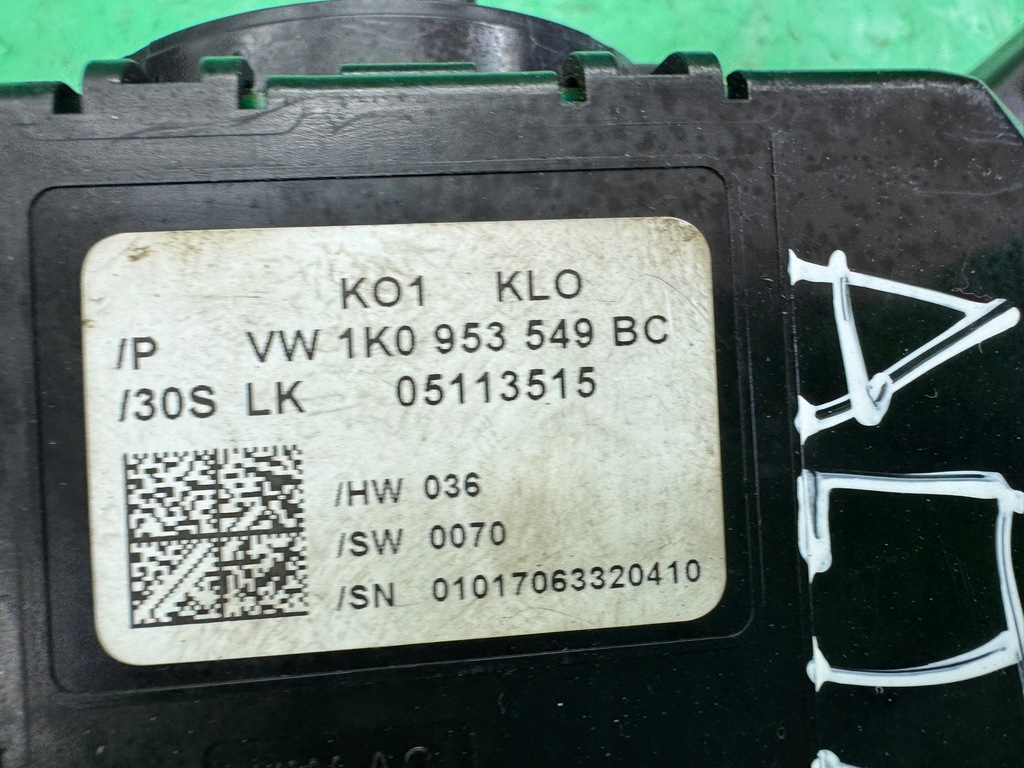 KO1 KLO
/P VW 1K0 953 549 BC
/30S LK 05113515
/HW 036
/SW 0070
/SN 01017063320410